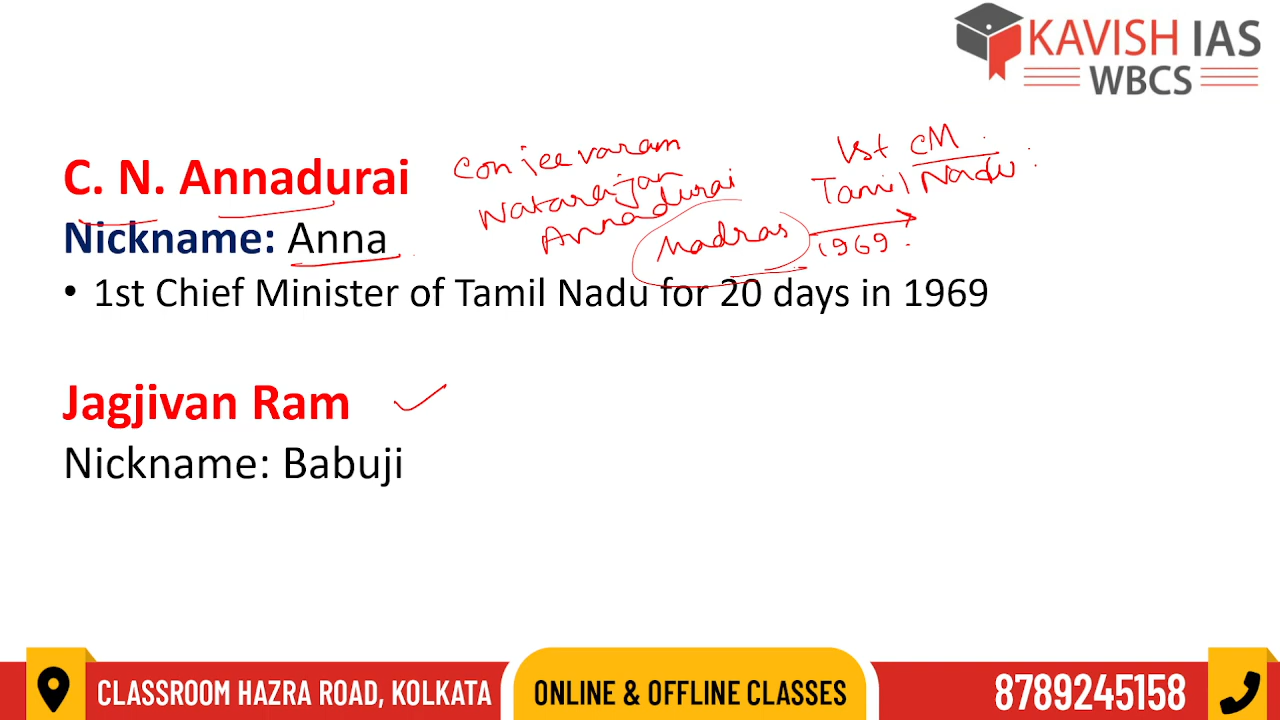 KAVISH IAS
WBCS
C. N. Annadurai
Conjeevaram
Natarajan
Annadurai
1st CM
Tamil Nadu
Nickname: Anna
Madras
1969
• 1st Chief Minister of Tamil Nadu for 20 days in 1969
Jagjivan Ram
Nickname: Babuji
CLASSROOM HAZRA ROAD, KOLKATA
ONLINE & OFFLINE CLASSES
8789245158